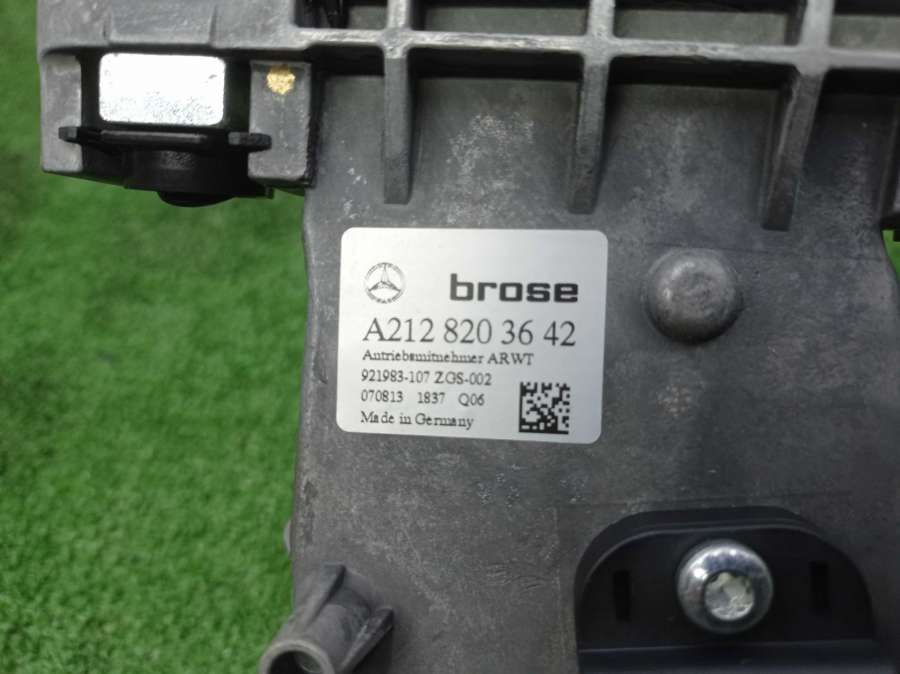 brose
A212 820 36 42
Antriebsmitnehmer ARWT
921983-107 ZGS-002
070813 1837 Q06
Made in Germany